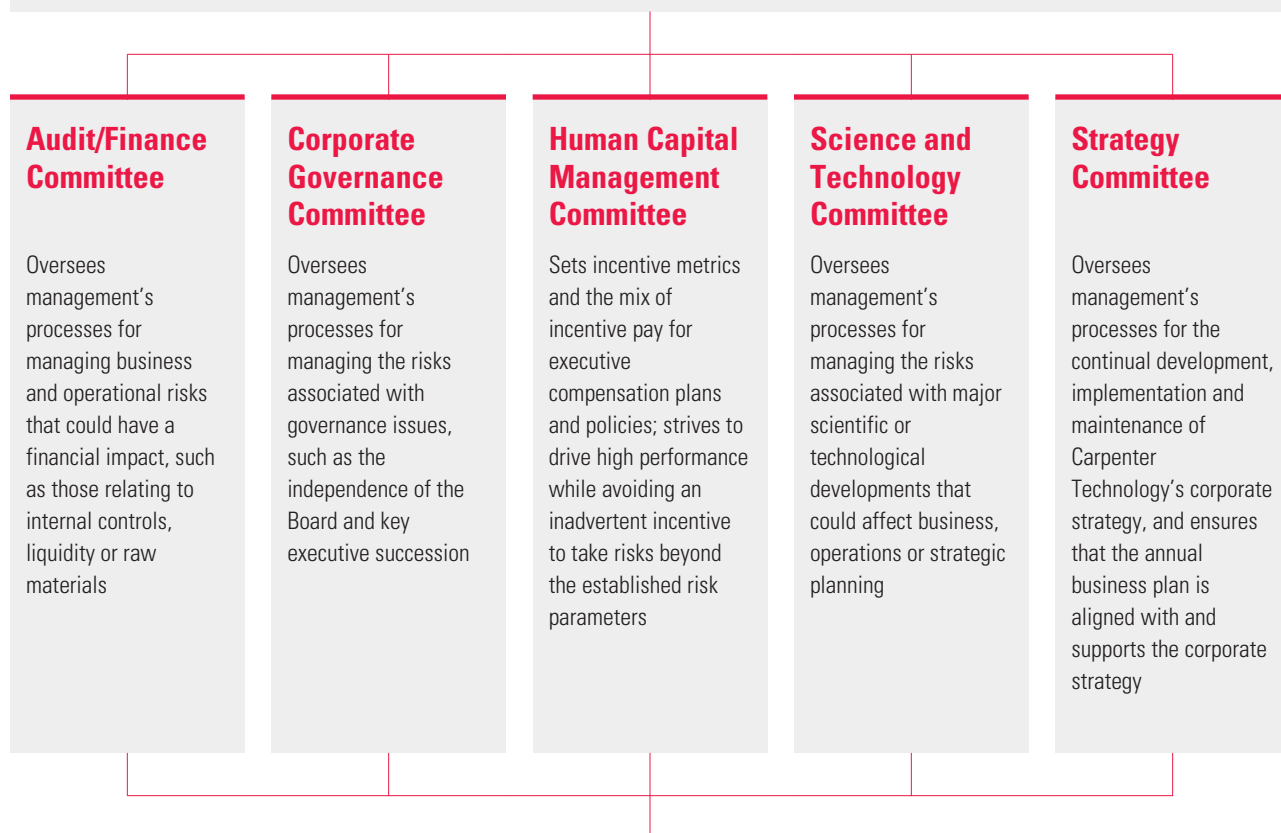 Audit/Finance
Committee
Oversees
management's
processes for
managing business
and operational risks
that could have a
financial impact, such
as those relating to
internal controls,
liquidity or raw
materials
Corporate
Governance
Committee
Oversees
management's
processes for
managing the risks
associated with
governance issues,
such as the
independence of the
Board and key
executive succession
Human Capital
Management
Committee
Sets incentive metrics
and the mix of
incentive pay for
executive
compensation plans
and policies; strives to
drive high performance
while avoiding an
inadvertent incentive
to take risks beyond
the established risk
parameters
Science and
Technology
Committee
Oversees
management's
processes for
managing the risks
associated with major
scientific or
technological
developments that
could affect business,
operations or strategic
planning
Strategy
Committee
Oversees
management's
processes for the
continual development,
implementation and
maintenance of
Carpenter
Technology's corporate
strategy, and ensures
that the annual
business plan is
aligned with and
supports the corporate
strategy